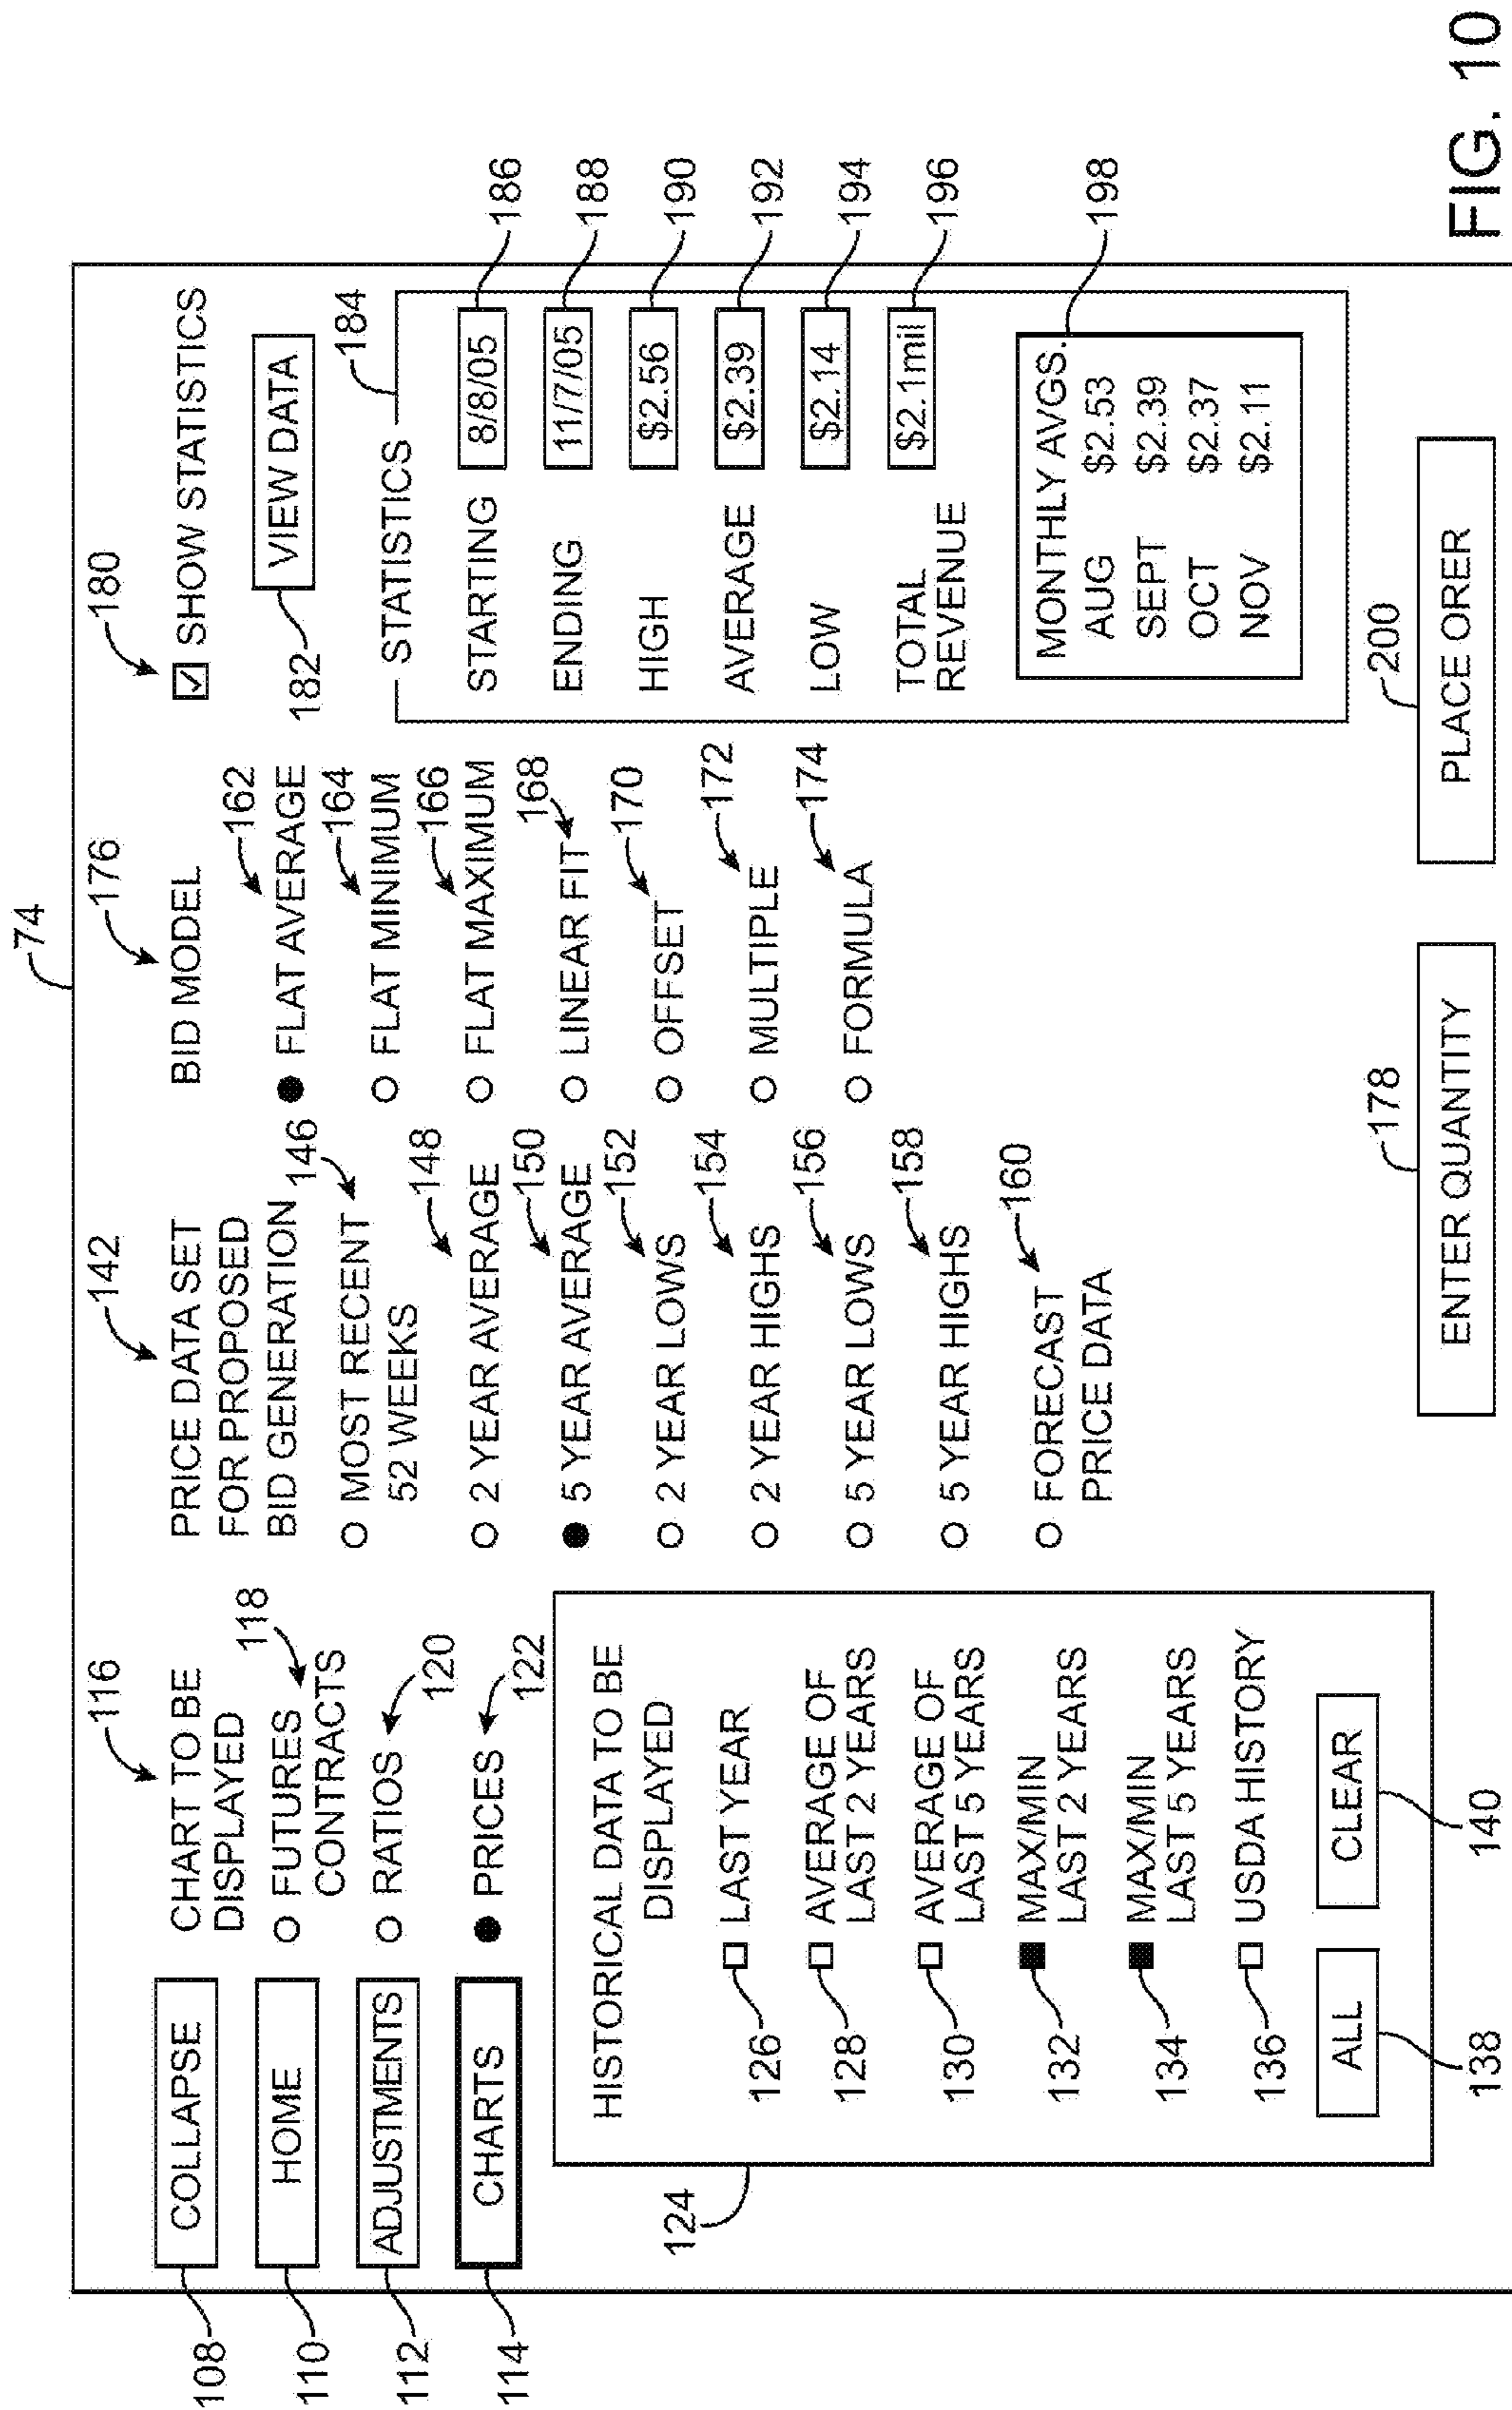 74
108
COLLAPSE
110
HOME
112
ADJUSTMENTS
114
CHARTS
116
CHART TO BE
DISPLAYED
FUTURES
CONTRACTS
118
RATIOS
120
PRICES
122
124
HISTORICAL DATA TO BE
DISPLAYED
126
LAST YEAR
128
AVERAGE OF
LAST 2 YEARS
130
AVERAGE OF
LAST 5 YEARS
132
MAX/MIN
LAST 2 YEARS
134
MAX/MIN
LAST 5 YEARS
136
USDA HISTORY
ALL
CLEAR
138
140
142
PRICE DATA SET
FOR PROPOSED
BID GENERATION
146
MOST RECENT
52 WEEKS
148
2 YEAR AVERAGE
150
5 YEAR AVERAGE
152
2 YEAR LOWS
154
2 YEAR HIGHS
156
5 YEAR LOWS
158
5 YEAR HIGHS
160
FORECAST
PRICE DATA
176
BID MODEL
162
FLAT AVERAGE
164
FLAT MINIMUM
166
FLAT MAXIMUM
168
LINEAR FIT
170
OFFSET
172
MULTIPLE
174
FORMULA
180
SHOW STATISTICS
182
VIEW DATA
184
STATISTICS
STARTING 8/8/05 186
ENDING 11/7/05 188
HIGH $2.56 190
AVERAGE $2.39 192
LOW $2.14 194
TOTAL
REVENUE $2.1mil 196
MONTHLY AVGS. 198
AUG $2.53
SEPT $2.39
OCT $2.37
NOV $2.11
178
ENTER QUANTITY
200
PLACE ORER
FIG. 10